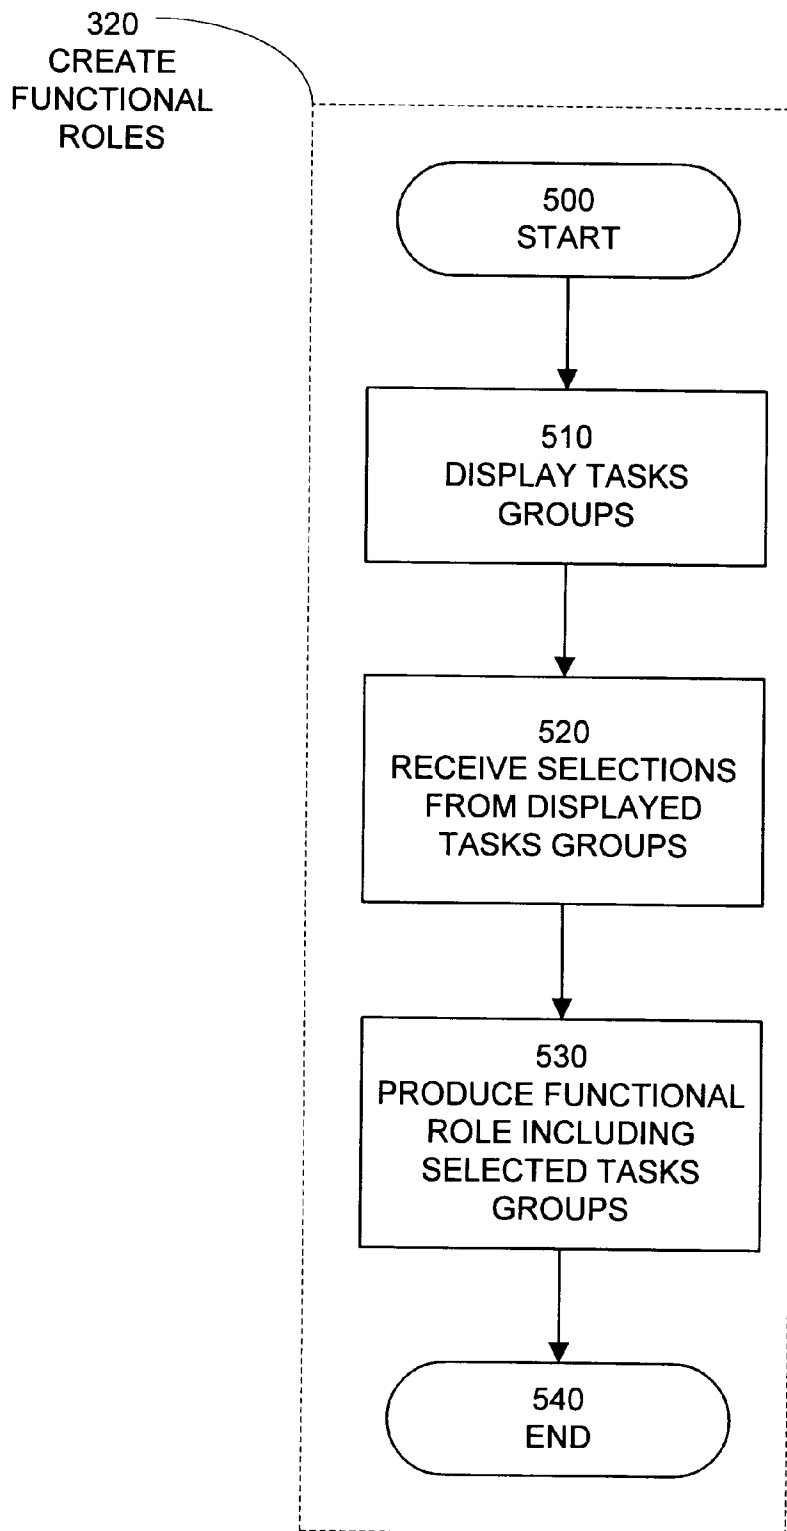 320
CREATE
FUNCTIONAL
ROLES
500
START
510
DISPLAY TASKS
GROUPS
520
RECEIVE SELECTIONS
FROM DISPLAYED
TASKS GROUPS
530
PRODUCE FUNCTIONAL
ROLE INCLUDING
SELECTED TASKS
GROUPS
540
END